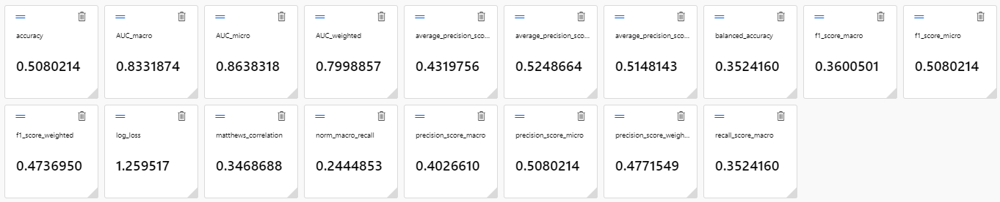 accuracy
0.5080214
AUC_macro
0.8331874
AUC_micro
0.8638318
AUC_weighted
0.7998857
average_precision_sco...
0.4319756
average_precision_sco...
0.5248664
average_precision_sco...
0.5148143
balanced_accuracy
0.3524160
f1_score_macro
0.3600501
f1_score_micro
0.5080214
f1_score_weighted
0.4736950
log_loss
1.259517
matthews_correlation
0.3468688
norm_macro_recall
0.2444853
precision_score_macro
0.4026610
precision_score_micro
0.5080214
precision_score_weigh...
0.4771549
recall_score_macro
0.3524160